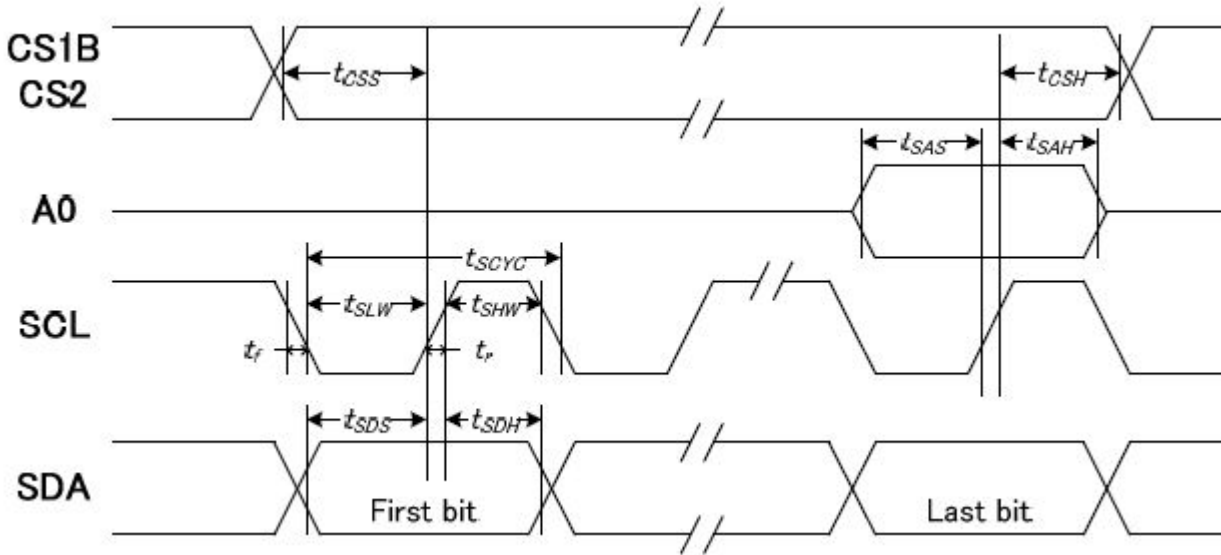 CS1B
CS2
tCSS
tCSH
tSAS
tSAH
A0
tSCYC
SCL
tSLW
tSHW
tf
tr
tSDS
tSDH
SDA
First bit
Last bit